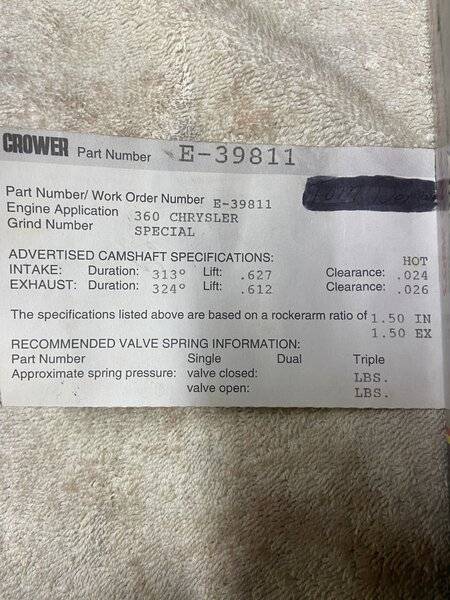 CROWER Part Number E-39811
Part Number/ Work Order Number E-39811
Engine Application 360 CHRYSLER
Grind Number SPECIAL
ADVERTISED CAMSHAFT SPECIFICATIONS: HOT
INTAKE: Duration: 313° Lift: .627 Clearance: .024
EXHAUST: Duration: 324° Lift: .612 Clearance: .026
The specifications listed above are based on a rockerarm ratio of 1.50 IN
1.50 EX
RECOMMENDED VALVE SPRING INFORMATION:
Part Number Single Dual Triple
Approximate spring pressure: valve closed: LBS.
valve open: LBS.